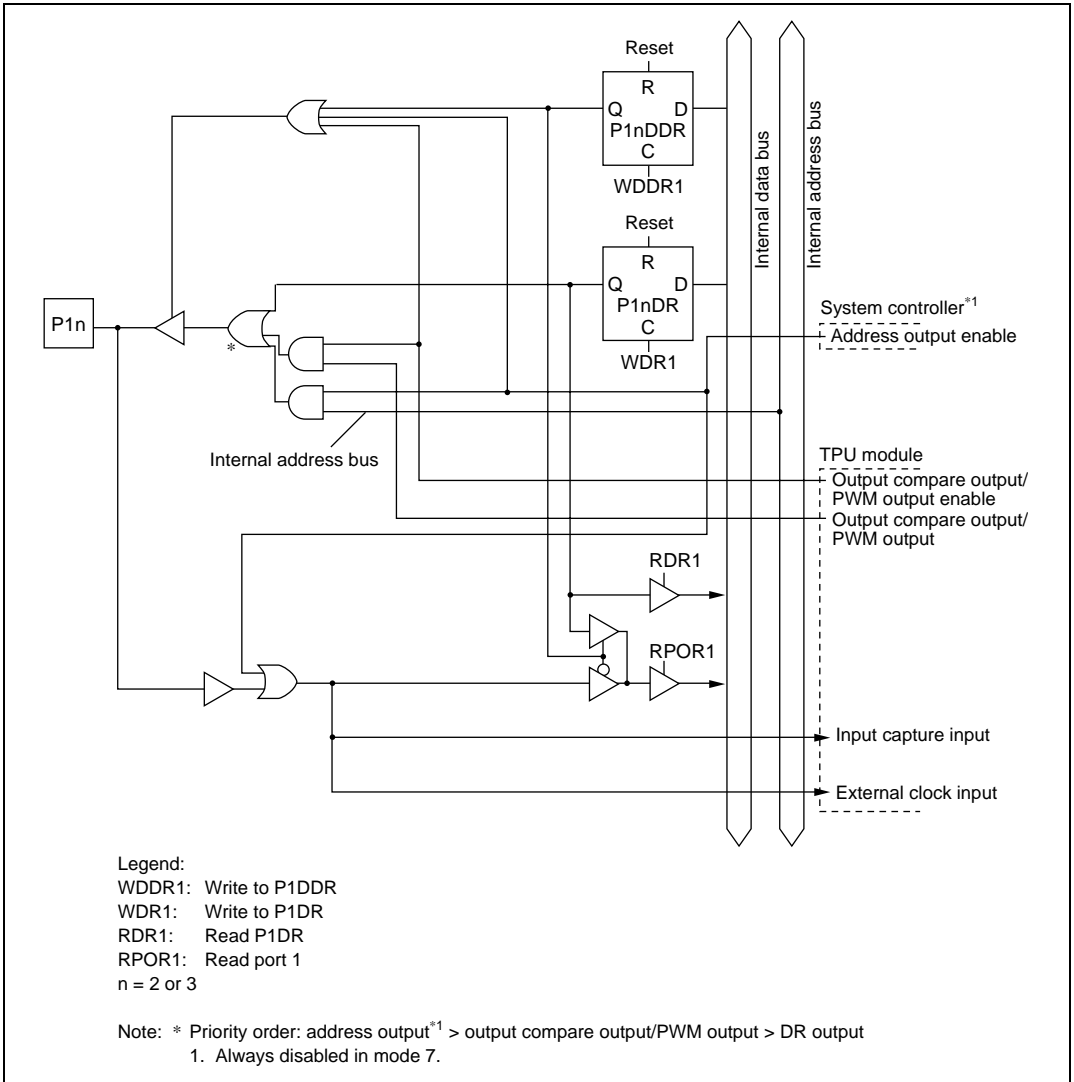 Reset
R
Q D
P1nDDR
C
WDDR1
Reset
R
Q D
P1nDR
C
WDR1
Internal data bus
Internal address bus
P1n
*
System controller*1
Address output enable
Internal address bus
TPU module
Output compare output/
PWM output enable
Output compare output/
PWM output
RDR1
RPOR1
Input capture input
External clock input
Legend:
WDDR1: Write to P1DDR
WDR1: Write to P1DR
RDR1: Read P1DR
RPOR1: Read port 1
n = 2 or 3
Note: * Priority order: address output*1 > output compare output/PWM output > DR output
1. Always disabled in mode 7.